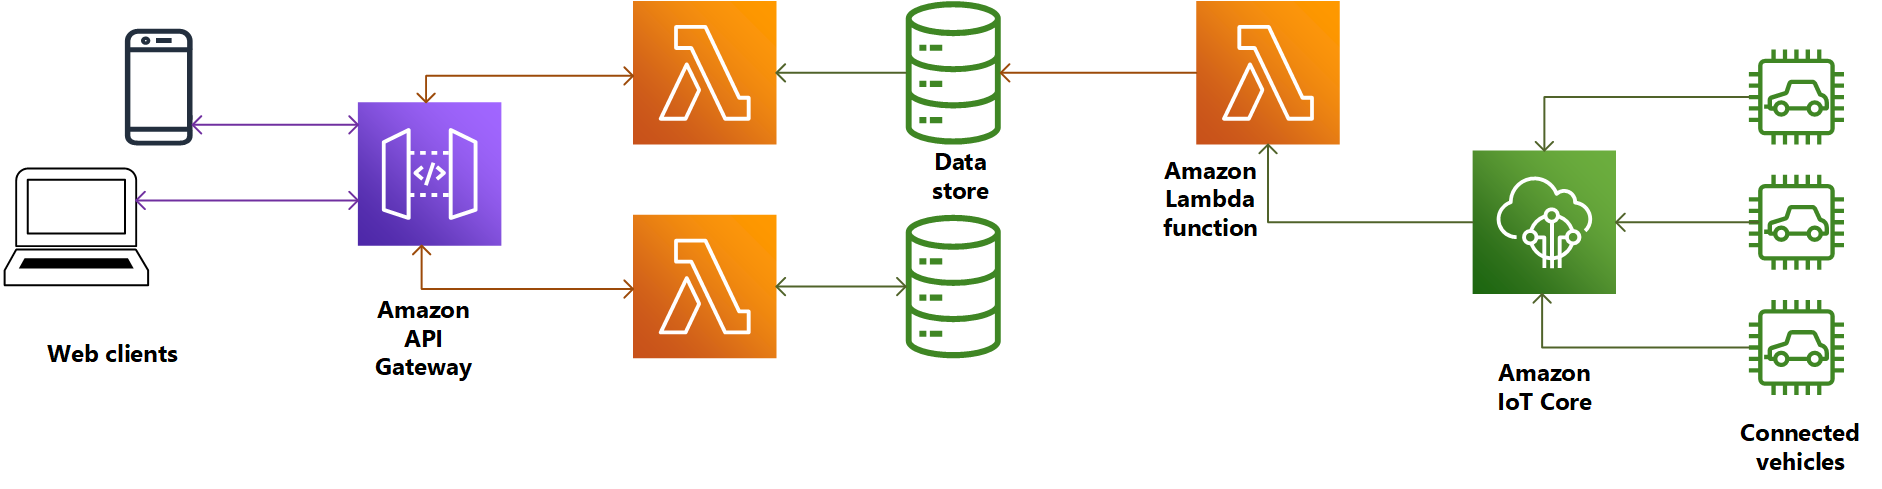 Data
store
Amazon
Lambda
function
Amazon
API
Gateway
Web clients
Amazon
IoT Core
Connected
vehicles